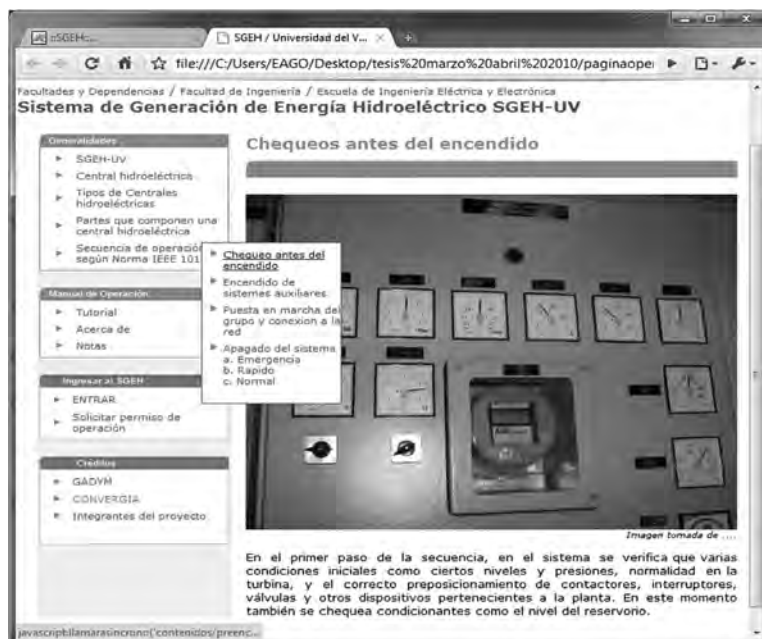 ::SGEH::...
SGEH / Universidad del V...
file:///C:/Users/EAGO/Desktop/tesis%20marzo%20abril%202010/paginaope
Facultades y Dependencias / Facultad de Ingeniería / Escuela de Ingeniería Eléctrica y Electrónica
Sistema de Generación de Energía Hidroeléctrico SGEH-UV
Generalidades
SGEH-UV
Central hidroeléctrica
Tipos de Centrales
hidroeléctricas
Partes que componen una
central hidroeléctrica
Secuencia de operación
según Norma IEEE 101
Chequeo antes del
encendido
Encendido de
sistemas auxiliares
Puesta en marcha del
grupo y conexion a la
red
Apagado del sistema
a. Emergencia
b. Rapido
c. Normal
Manual de Operación
Tutorial
Acerca de
Notas
Ingresar al SGEH
ENTRAR
Solicitar permiso de
operación
Créditos
GADYM
CONVERGIA
Integrantes del proyecto
Chequeos antes del encendido
Imagen tomada de ....
En el primer paso de la secuencia, en el sistema se verifica que varias
condiciones iniciales como ciertos niveles y presiones, normalidad en la
turbina, y el correcto preposicionamiento de contactores, interruptores,
válvulas y otros dispositivos pertenecientes a la planta. En este momento
también se chequea condicionantes como el nivel del reservorio.
javascript:llamarasincrono('contenidos/preenc...